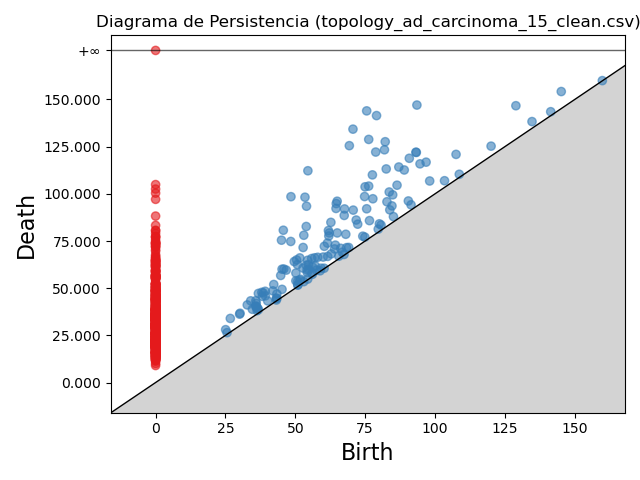 Diagrama de Persistencia (topology_ad_carcinoma_15_clean.csv)
+∞
150.000
125.000
100.000
75.000
50.000
25.000
0.000
Death
0 25 50 75 100 125 150
Birth